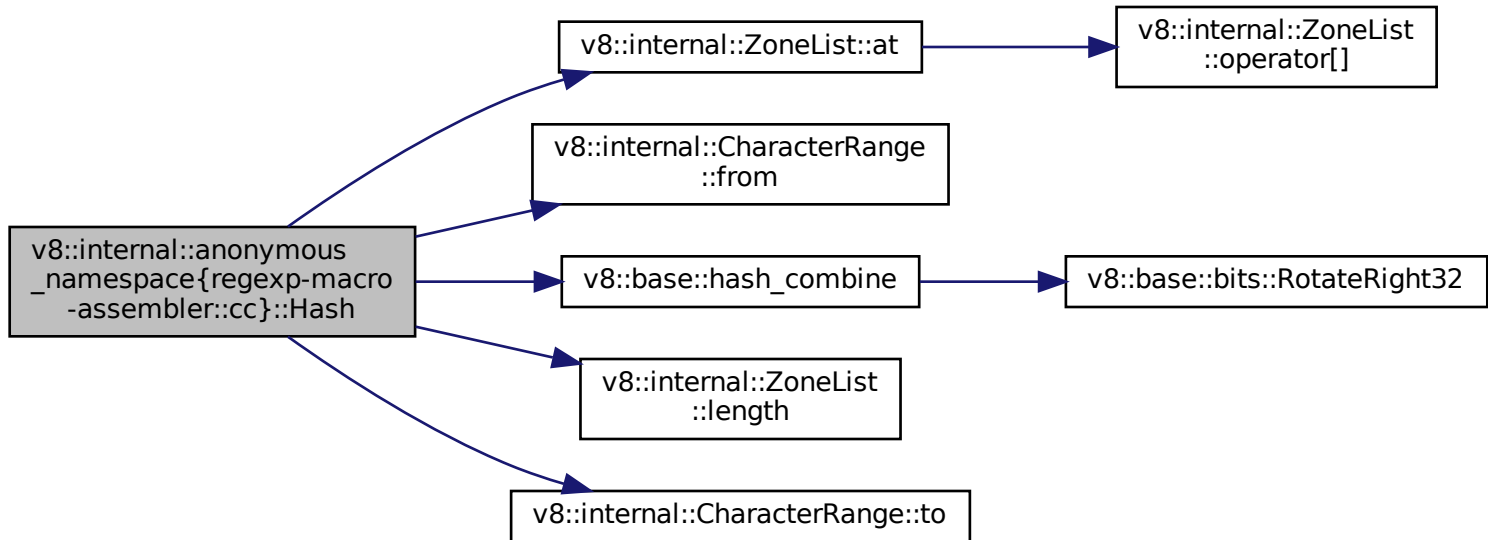 v8::internal::ZoneList::at
v8::internal::ZoneList
::operator[]
v8::internal::CharacterRange
::from
v8::internal::anonymous
_namespace{regexp-macro
-assembler::cc}::Hash
v8::base::hash_combine
v8::base::bits::RotateRight32
v8::internal::ZoneList
::length
v8::internal::CharacterRange::to